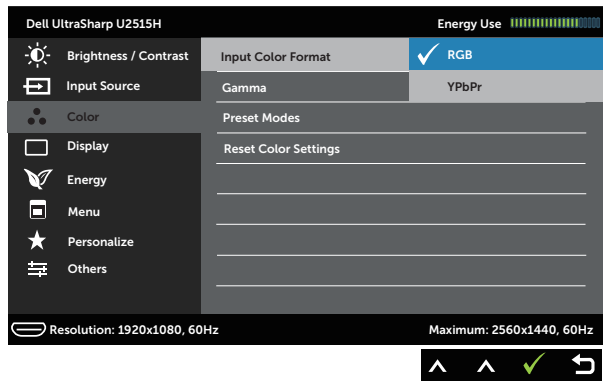 Dell UltraSharp U2515H
Energy Use
Brightness / Contrast
Input Source
Color
Display
Energy
Menu
Personalize
Others
Input Color Format
Gamma
Preset Modes
Reset Color Settings
RGB
YPbPr
Resolution: 1920x1080, 60Hz
Maximum: 2560x1440, 60Hz